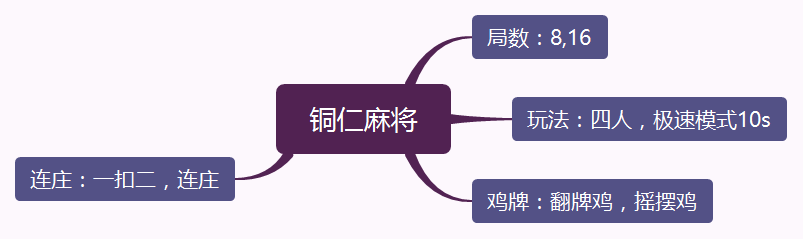 铜仁麻将
局数：8,16
玩法：四人，极速模式10s
鸡牌：翻牌鸡，摇摆鸡
连庄：一扣二，连庄